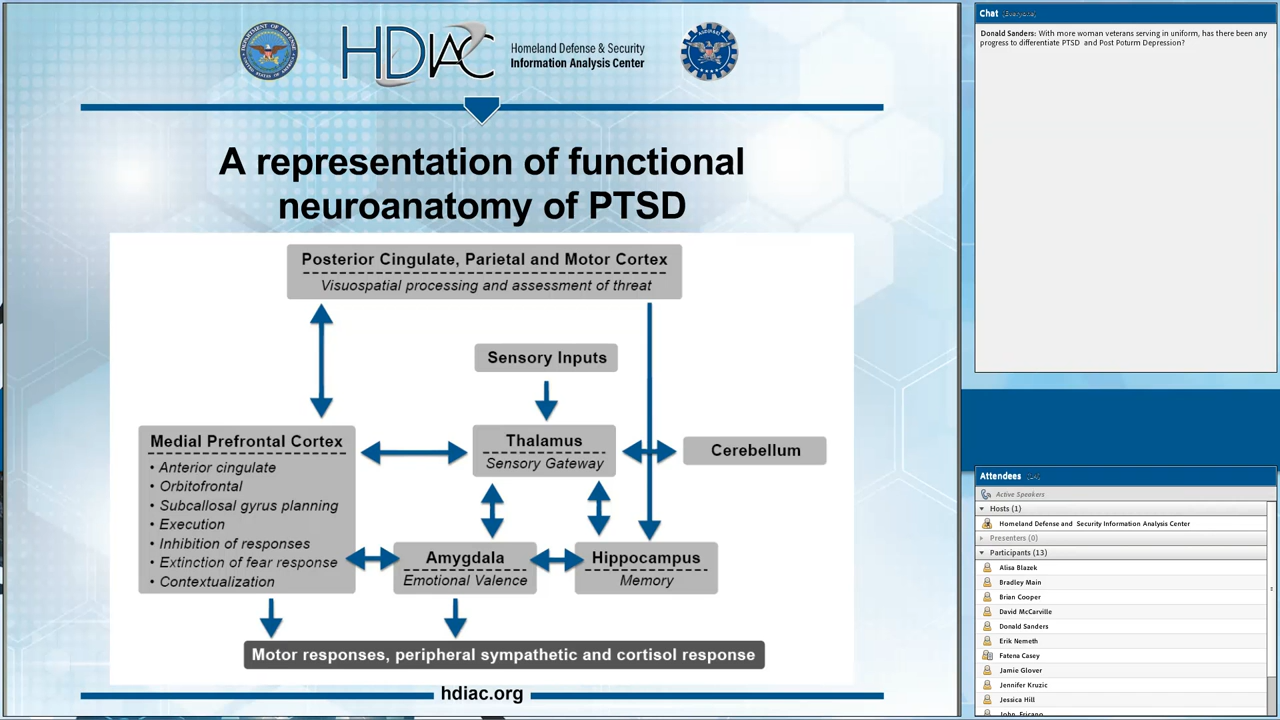 HDIAC
Homeland Defense & Security
Information Analysis Center
A representation of functional
neuroanatomy of PTSD
Posterior Cingulate, Parietal and Motor Cortex
Visuospatial processing and assessment of threat
Sensory Inputs
Medial Prefrontal Cortex
• Anterior cingulate
• Orbitofrontal
• Subcallosal gyrus planning
• Execution
• Inhibition of responses
• Extinction of fear response
• Contextualization
Thalamus
Sensory Gateway
Cerebellum
Amygdala
Emotional Valence
Hippocampus
Memory
Motor responses, peripheral sympathetic and cortisol response
hdiac.org
Chat (Everyone)
Donald Sanders: With more woman veterans serving in uniform, has there been any
progress to differentiate PTSD and Post Poturm Depression?
Attendees
Active Speakers
Hosts (1)
Homeland Defense and Security Information Analysis Center
Presenters (0)
Participants (13)
Alisa Blazek
Bradley Main
Brian Cooper
David McCarville
Donald Sanders
Erik Nemeth
Fatena Casey
Jamie Glover
Jennifer Kruzic
Jessica Hill